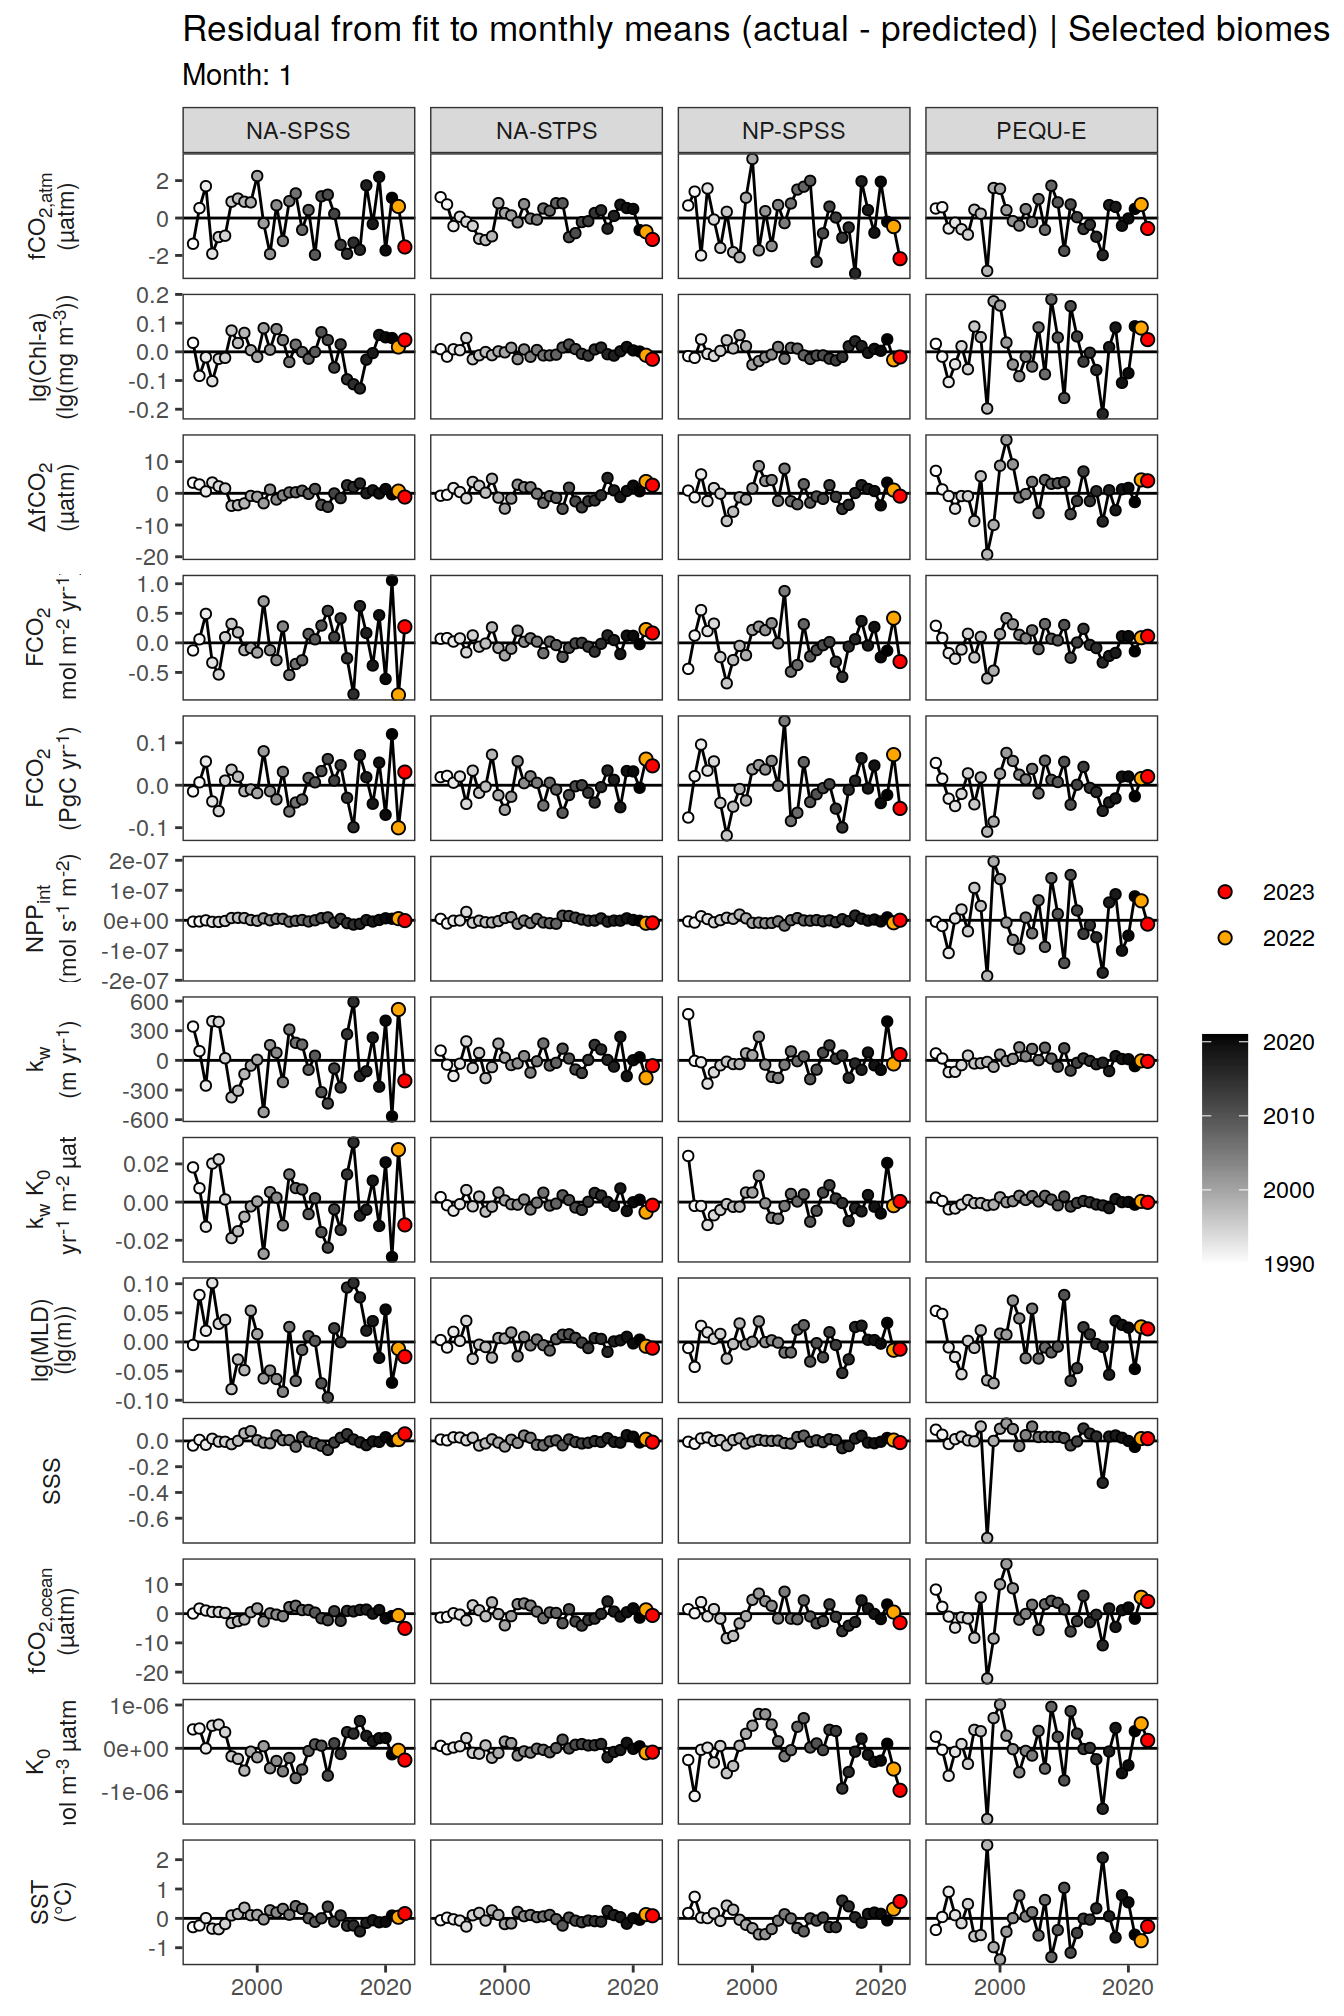 Residual from fit to monthly means (actual - predicted) | Selected biomes
Month: 1
NA-SPSS NA-STPS NP-SPSS PEQU-E
fCO2,atm
(µatm)
2
0
-2
lg(Chl-a)
(lg(mg m-3))
0.2
0.1
0.0
-0.1
-0.2
ΔfCO2
(µatm)
10
0
-10
-20
FCO2
mol m-2 yr-1
1.0
0.5
0.0
-0.5
FCO2
(PgC yr-1)
0.1
0.0
-0.1
NPPint
(mol s-1 m-2)
2e-07
1e-07
0e+00
-1e-07
-2e-07
kw
(m yr-1)
600
300
0
-300
-600
kw K0
yr-1 m-2 µat
0.02
0.00
-0.02
lg(MLD)
(lg(m))
0.10
0.05
0.00
-0.05
-0.10
SSS
0.0
-0.2
-0.4
-0.6
fCO2,ocean
(µatm)
10
0
-10
-20
K0
m-3 µatm
1e-06
0e+00
-1e-06
SST
(°C)
2
1
0
-1
2000 2020 2000 2020 2000 2020 2000 2020
2023
2022
2020
2010
2000
1990